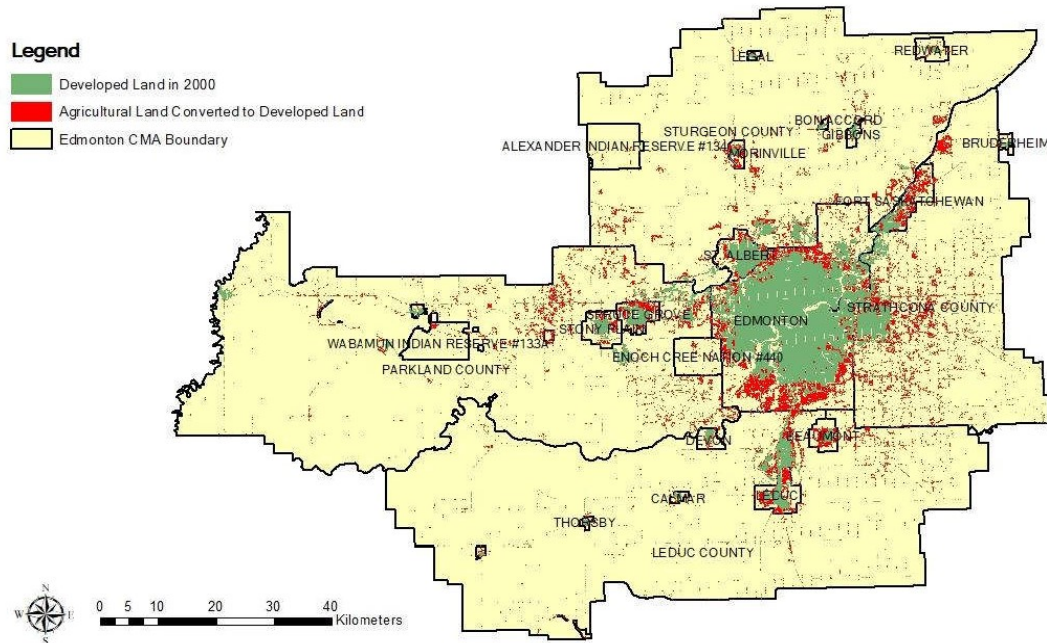 Legend
Developed Land in 2000
Agricultural Land Converted to Developed Land
Edmonton CMA Boundary
LEGAL
REDWATER
BONACCORD
GIBBONS
STURGEON COUNTY
ALEXANDER INDIAN RESERVE #134
MORINVILLE
BRUDERHEIM
FORT SASKATCHEWAN
ST ALBERT
STRATHCONA COUNTY
SPRUCE GROVE
EDMONTON
STONY PLAIN
WABAMUN INDIAN RESERVE #133A
ENOCH CREE NATION #440
PARKLAND COUNTY
DEVON
BEAUMONT
CALMAR
LEDUC
THORSBY
LEDUC COUNTY
N
W
E
S
0 5 10 20 30 40
Kilometers